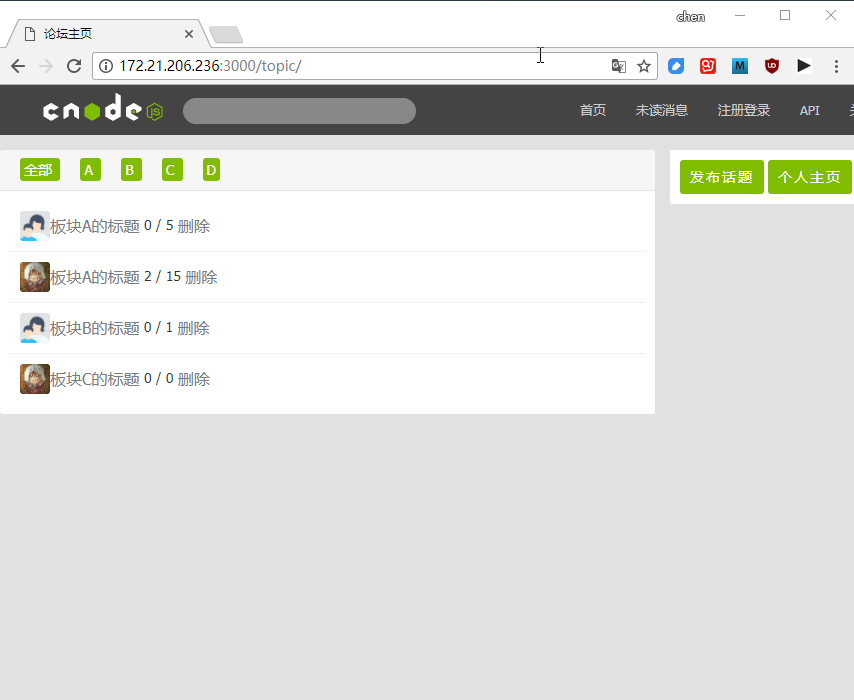 chen
论坛主页
172.21.206.236:3000/topic/
cnode JS
首页 未读消息 注册登录 API
全部 A B C D
发布话题 个人主页
板块A的标题 0 / 5 删除
板块A的标题 2 / 15 删除
板块B的标题 0 / 1 删除
板块C的标题 0 / 0 删除